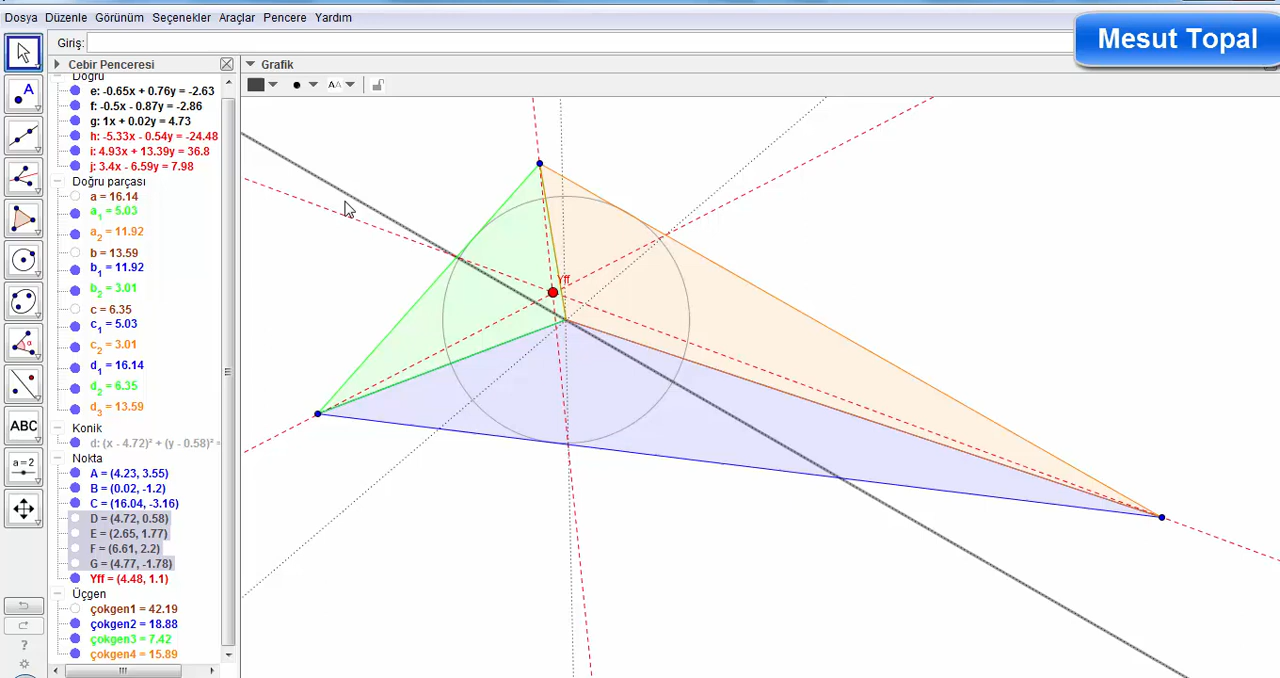 Dosya Düzenle Görünüm Seçenekler Araçlar Pencere Yardım
Mesut Topal
Giriş:
Cebir Penceresi
Grafik
AA
Doğru
e: -0.65x + 0.76y = -2.63
f: -0.5x - 0.87y = -2.86
g: 1x + 0.02y = 4.73
h: -5.33x - 0.54y = -24.48
i: 4.93x + 13.39y = 36.8
j: 3.4x - 6.59y = 7.98
Doğru parçası
a = 16.14
a₁ = 5.03
a₂ = 11.92
b = 13.59
b₁ = 11.92
b₂ = 3.01
c = 6.35
c₁ = 5.03
c₂ = 3.01
d₁ = 16.14
d₂ = 6.35
d₃ = 13.59
Konik
d: (x - 4.72)² + (y - 0.58)² =
Nokta
A = (4.23, 3.55)
B = (0.02, -1.2)
C = (16.04, -3.16)
D = (4.72, 0.58)
E = (2.65, 1.77)
F = (6.61, 2.2)
G = (4.77, -1.78)
Yff = (4.48, 1.1)
Üçgen
çokgen1 = 42.19
çokgen2 = 18.88
çokgen3 = 7.42
çokgen4 = 15.89
A
α
ABC
a=2
?
Yff